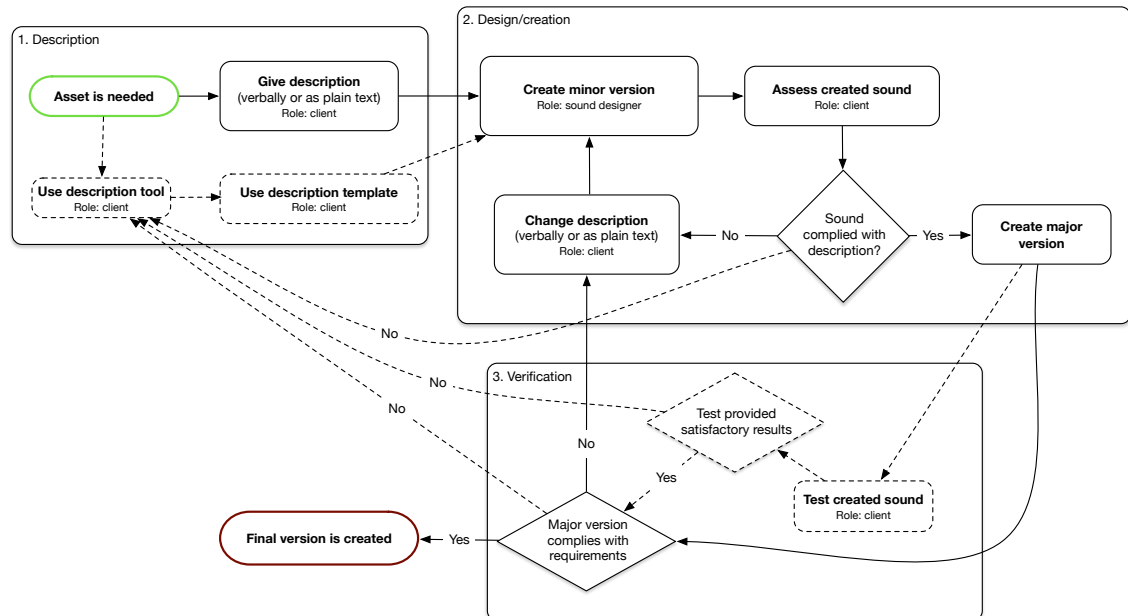 1. Description
Asset is needed
Give description
(verbally or as plain text)
Role: client
Use description tool
Role: client
Use description template
Role: client
2. Design/creation
Create minor version
Role: sound designer
Assess created sound
Role: client
Change description
(verbally or as plain text)
Role: client
No
Sound
complied with
description?
Yes
Create major
version
No
No
No
3. Verification
Test provided
satisfactory results
Yes
Test created sound
Role: client
No
Major version
complies with
requirements
Yes
Final version is created